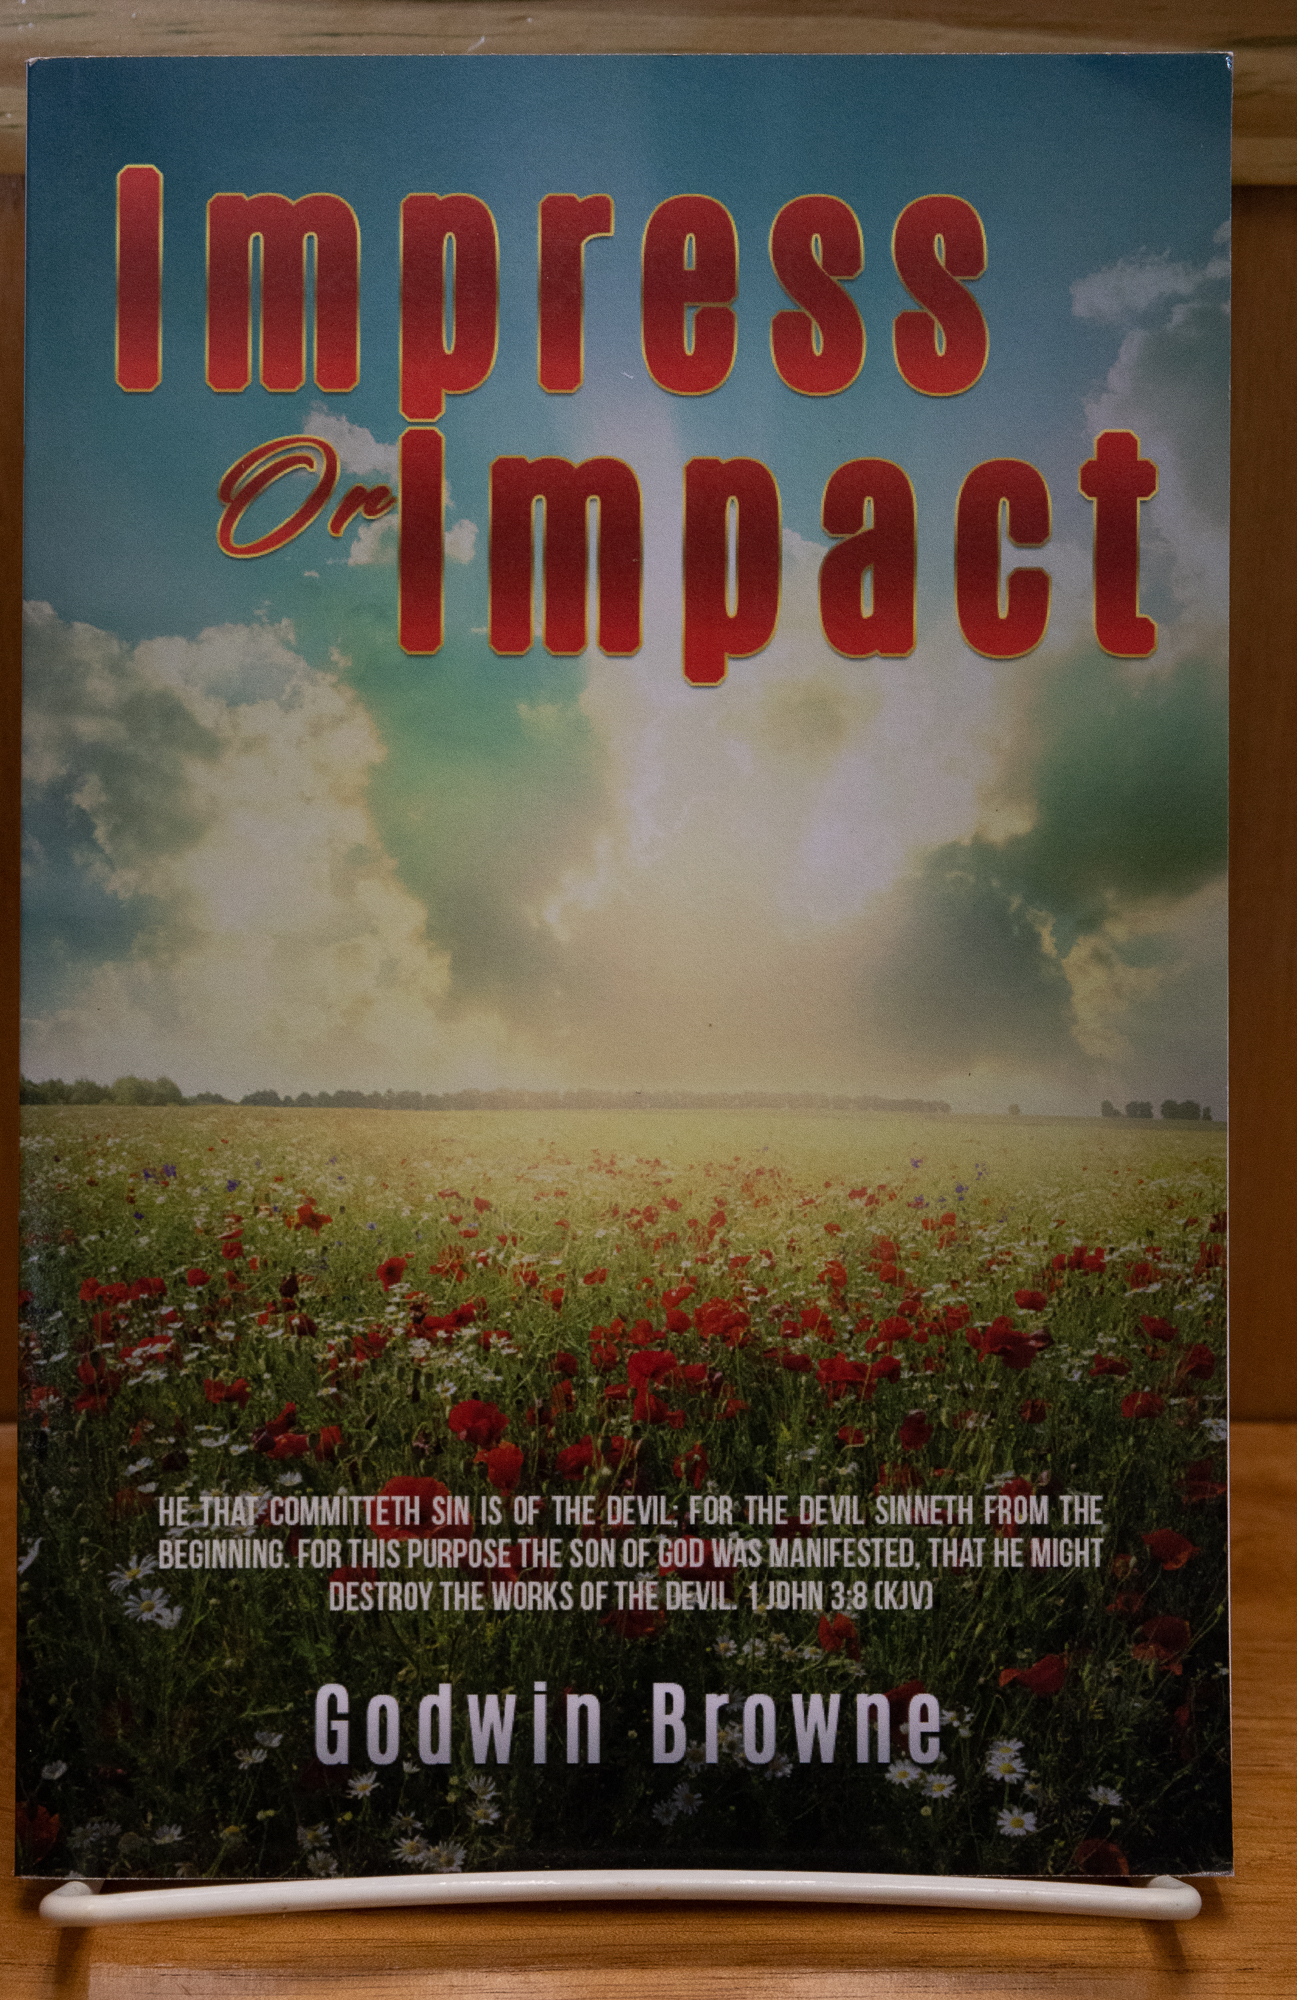 Impress
Or Impact
HE THAT COMMITTETH SIN IS OF THE DEVIL; FOR THE DEVIL SINNETH FROM THE
BEGINNING. FOR THIS PURPOSE THE SON OF GOD WAS MANIFESTED, THAT HE MIGHT
DESTROY THE WORKS OF THE DEVIL. 1 JOHN 3:8 (KJV)
Godwin Browne